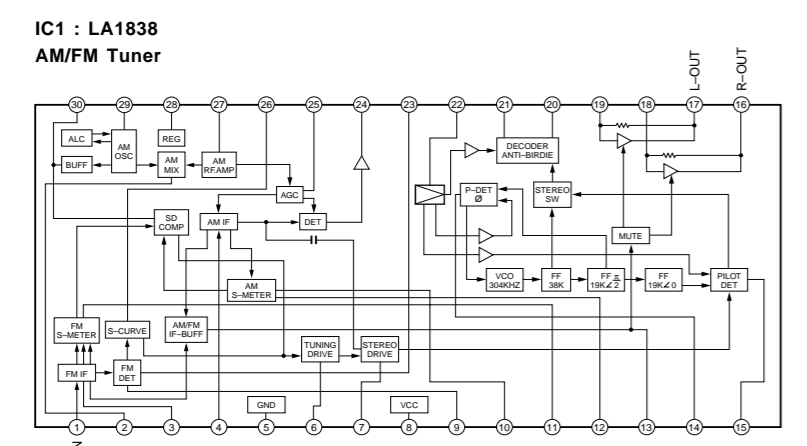 IC1 : LA1838
AM/FM Tuner
L–OUT
R–OUT
30 29 28 27 26 25 24 23 22 21 20 19 18 17 16
ALC
AM
OSC
REG
BUFF
AM
MIX
AM
RF.AMP
DECODER
ANTI–BIRDIE
AGC
P–DET
Ø
STEREO
SW
SD
COMP
AM IF
DET
MUTE
AM
S–METER
VCO
304KHZ
FF
38K
FF
19K∠π/2
FF
19K∠0
PILOT
DET
FM
S–METER
S–CURVE
AM/FM
IF–BUFF
TUNING
DRIVE
STEREO
DRIVE
FM IF
FM
DET
GND
VCC
1 2 3 4 5 6 7 8 9 10 11 12 13 14 15